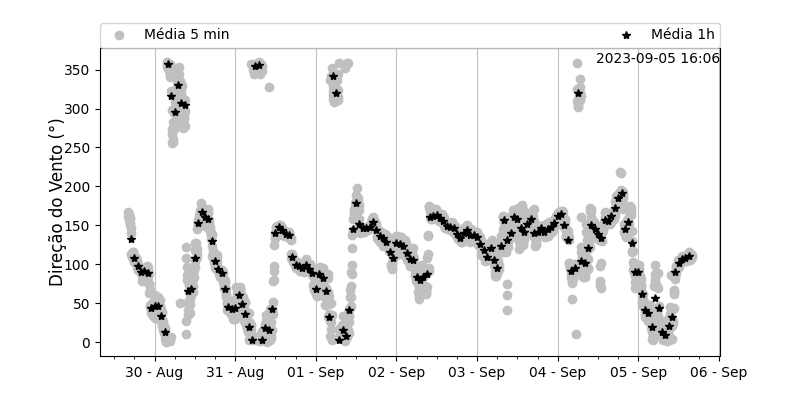 Média 5 min
Média 1h
2023-09-05 16:06
Direção do Vento (°)
350
300
250
200
150
100
50
0
30 - Aug
31 - Aug
01 - Sep
02 - Sep
03 - Sep
04 - Sep
05 - Sep
06 - Sep